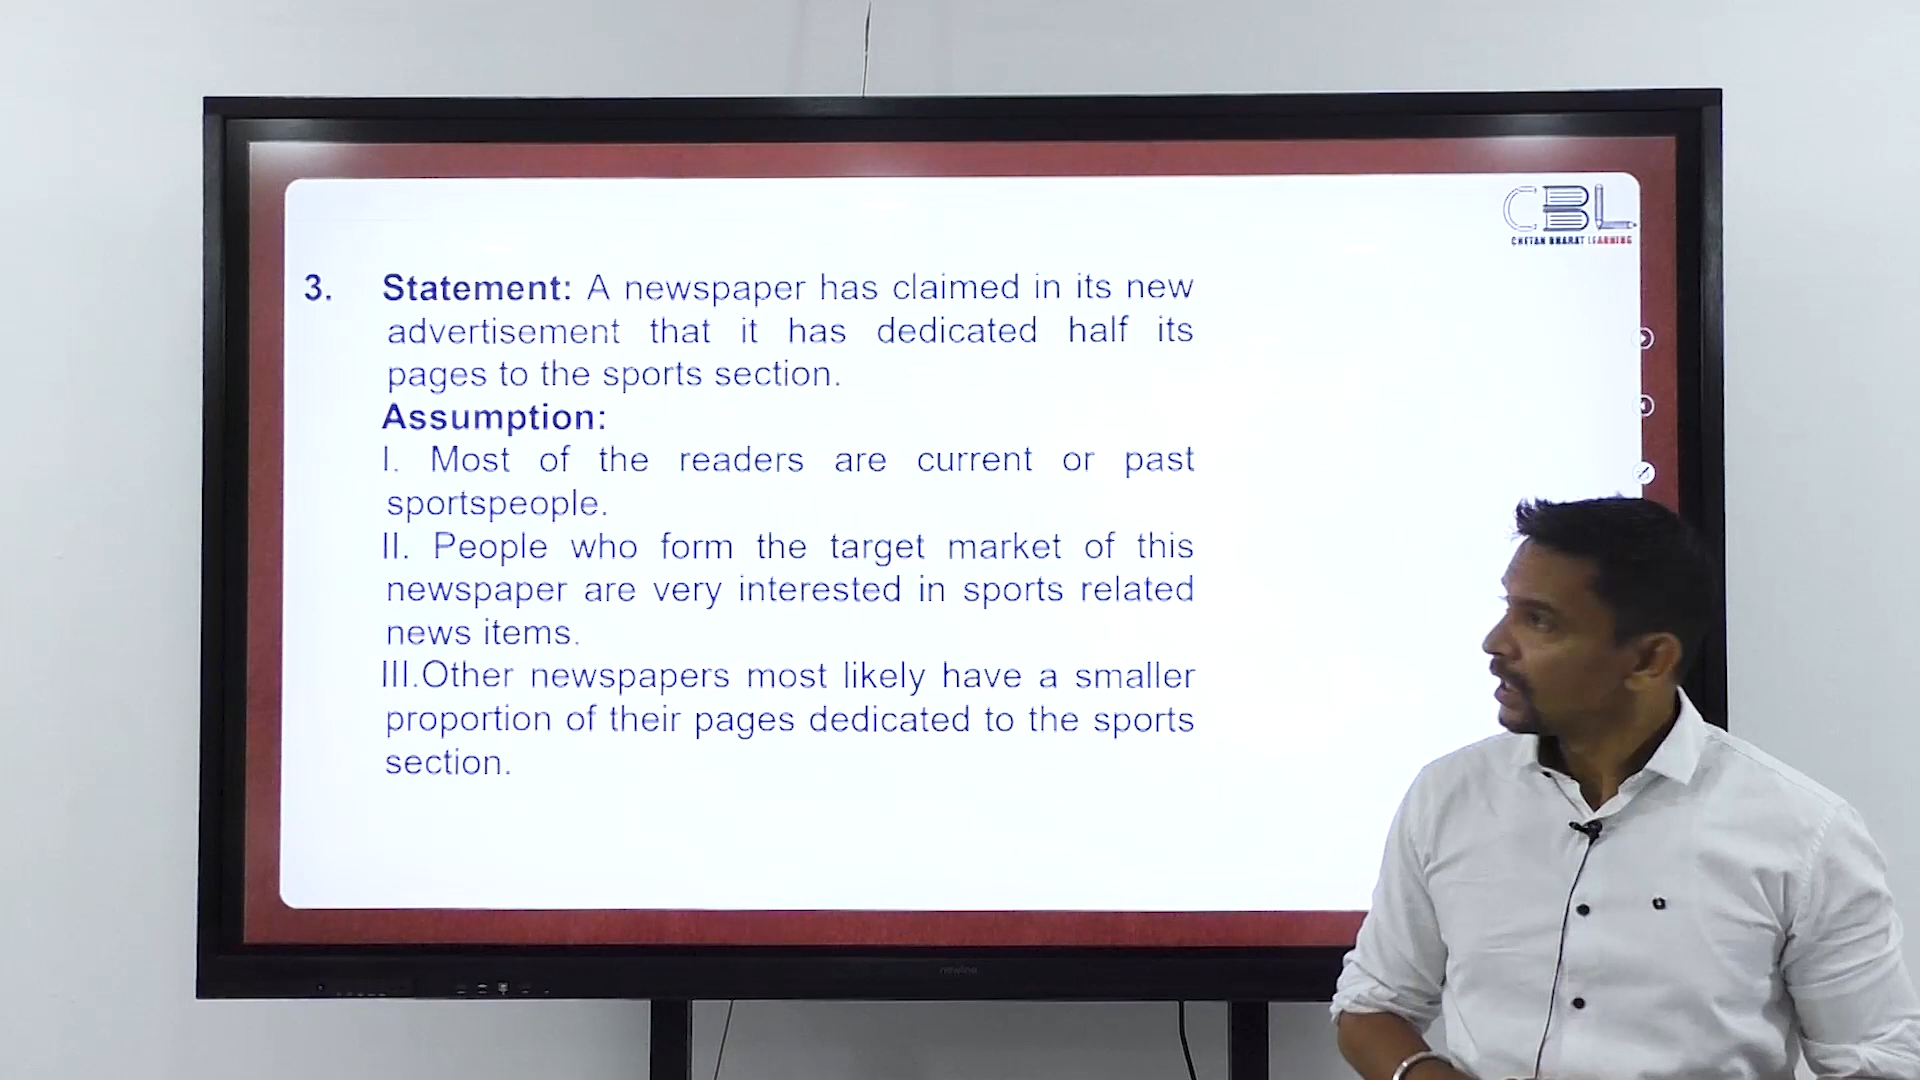 CBL
CHETAN BHARAT LEARNING
3. Statement: A newspaper has claimed in its new
advertisement that it has dedicated half its
pages to the sports section.
Assumption:
I. Most of the readers are current or past
sportspeople.
II. People who form the target market of this
newspaper are very interested in sports related
news items.
III.Other newspapers most likely have a smaller
proportion of their pages dedicated to the sports
section.
newline